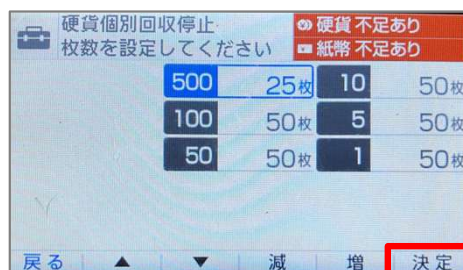 硬貨個別回収停止
枚数を設定してください
硬貨 不足あり
紙幣 不足あり
500 25枚 10 50枚
100 50枚 5 50枚
50 50枚 1 50枚
戻る ▲ ▼ 減 増 決定